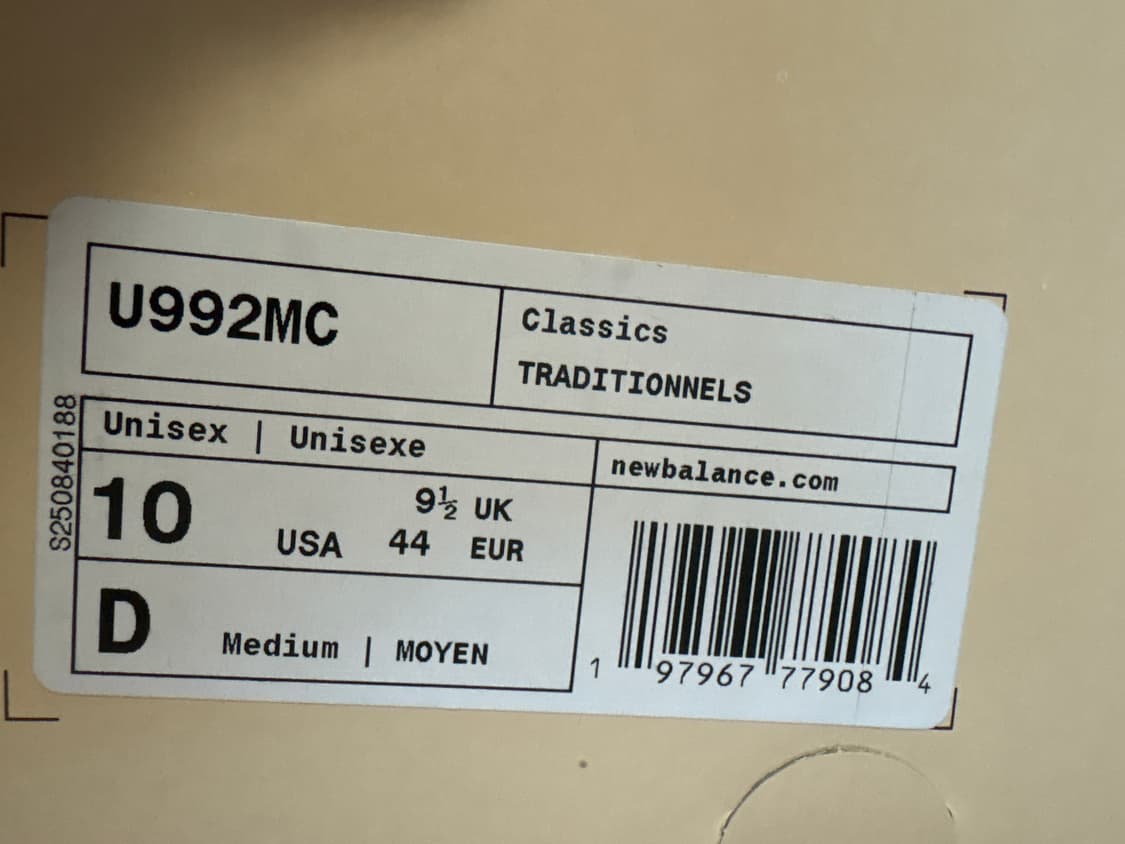 U992MC
Classics
TRADITIONNELS
S250840188
Unisex | Unisexe
newbalance.com
10
9½ UK
USA 44 EUR
D
Medium | MOYEN
1 97967 77908 4